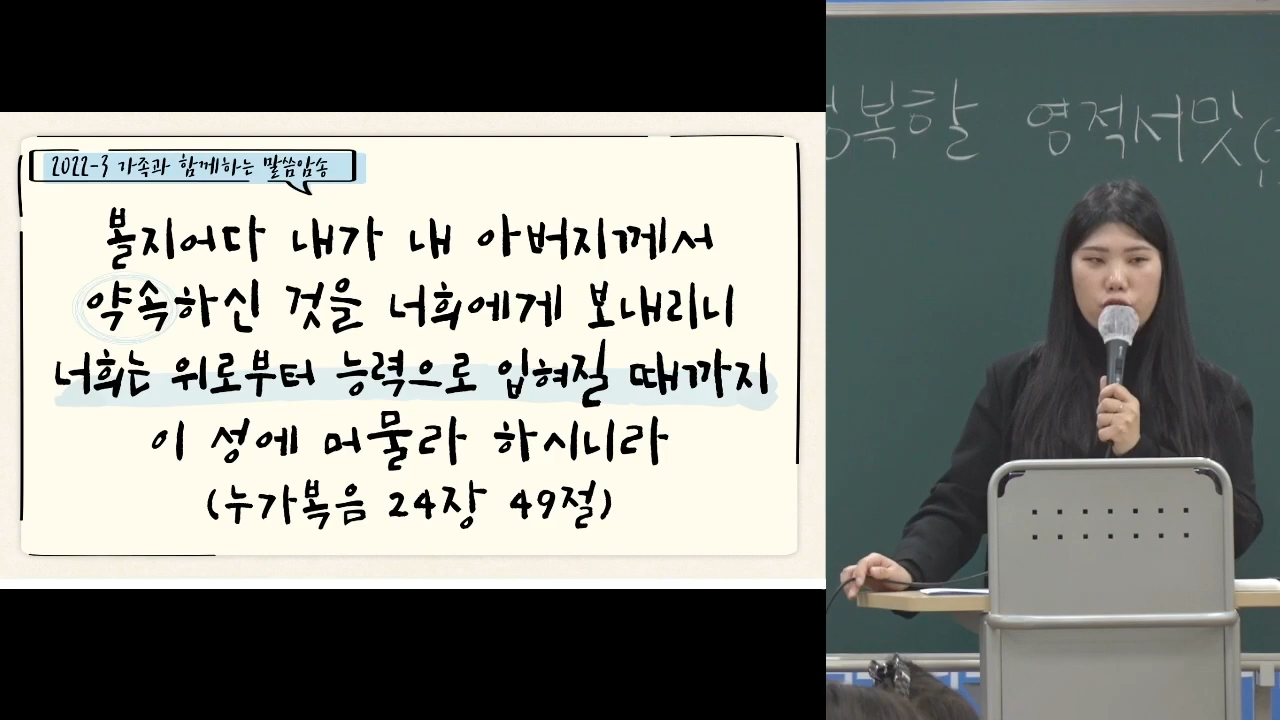 2022-3 가족과 함께하는 말씀암송
볼지어다 내가 내 아버지께서
약속하신 것을 너희에게 보내리니
너희는 위로부터 능력으로 입혀질 때까지
이 성에 머물라 하시니라
(누가복음 24장 49절)
복할 영적서밋